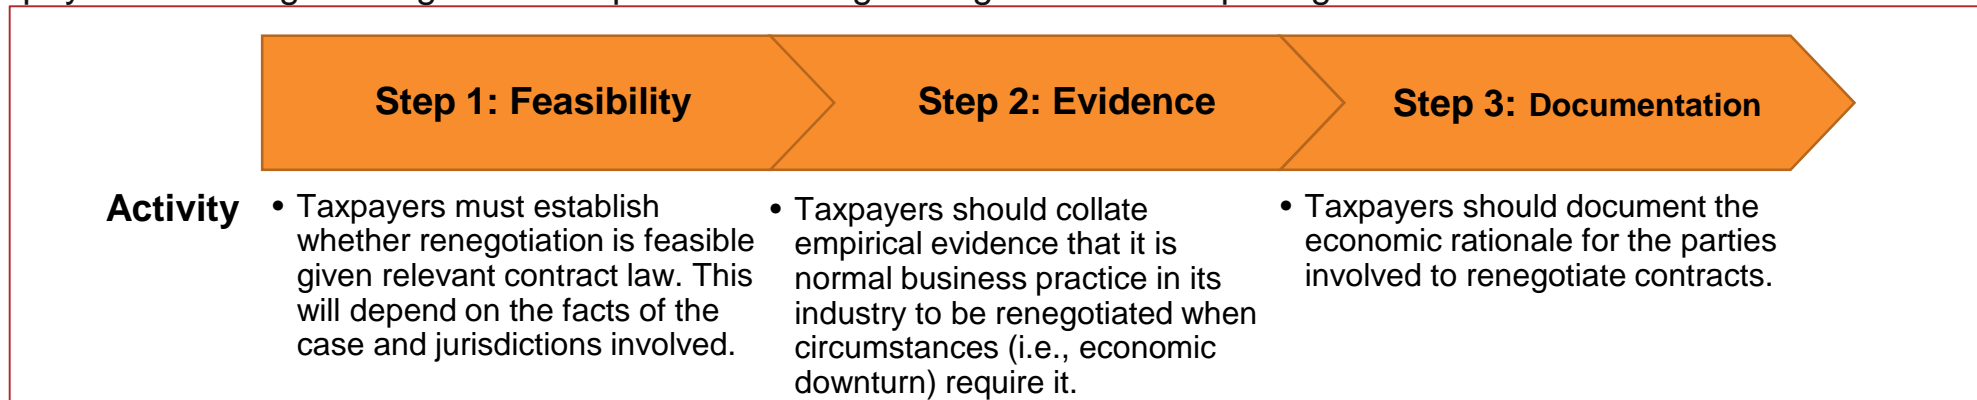 Step 1: Feasibility
Step 2: Evidence
Step 3: Documentation
Activity
• Taxpayers must establish
whether renegotiation is feasible
given relevant contract law. This
will depend on the facts of the
case and jurisdictions involved.
• Taxpayers should collate
empirical evidence that it is
normal business practice in its
industry to be renegotiated when
circumstances (i.e., economic
downturn) require it.
• Taxpayers should document the
economic rationale for the parties
involved to renegotiate contracts.